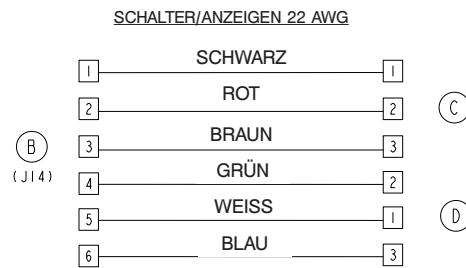 SCHALTER/ANZEIGEN 22 AWG
1 SCHWARZ 1
2 ROT 2 C
B 3 BRAUN 3
(J14) 4 GRÜN 2
5 WEISS 1 D
6 BLAU 3